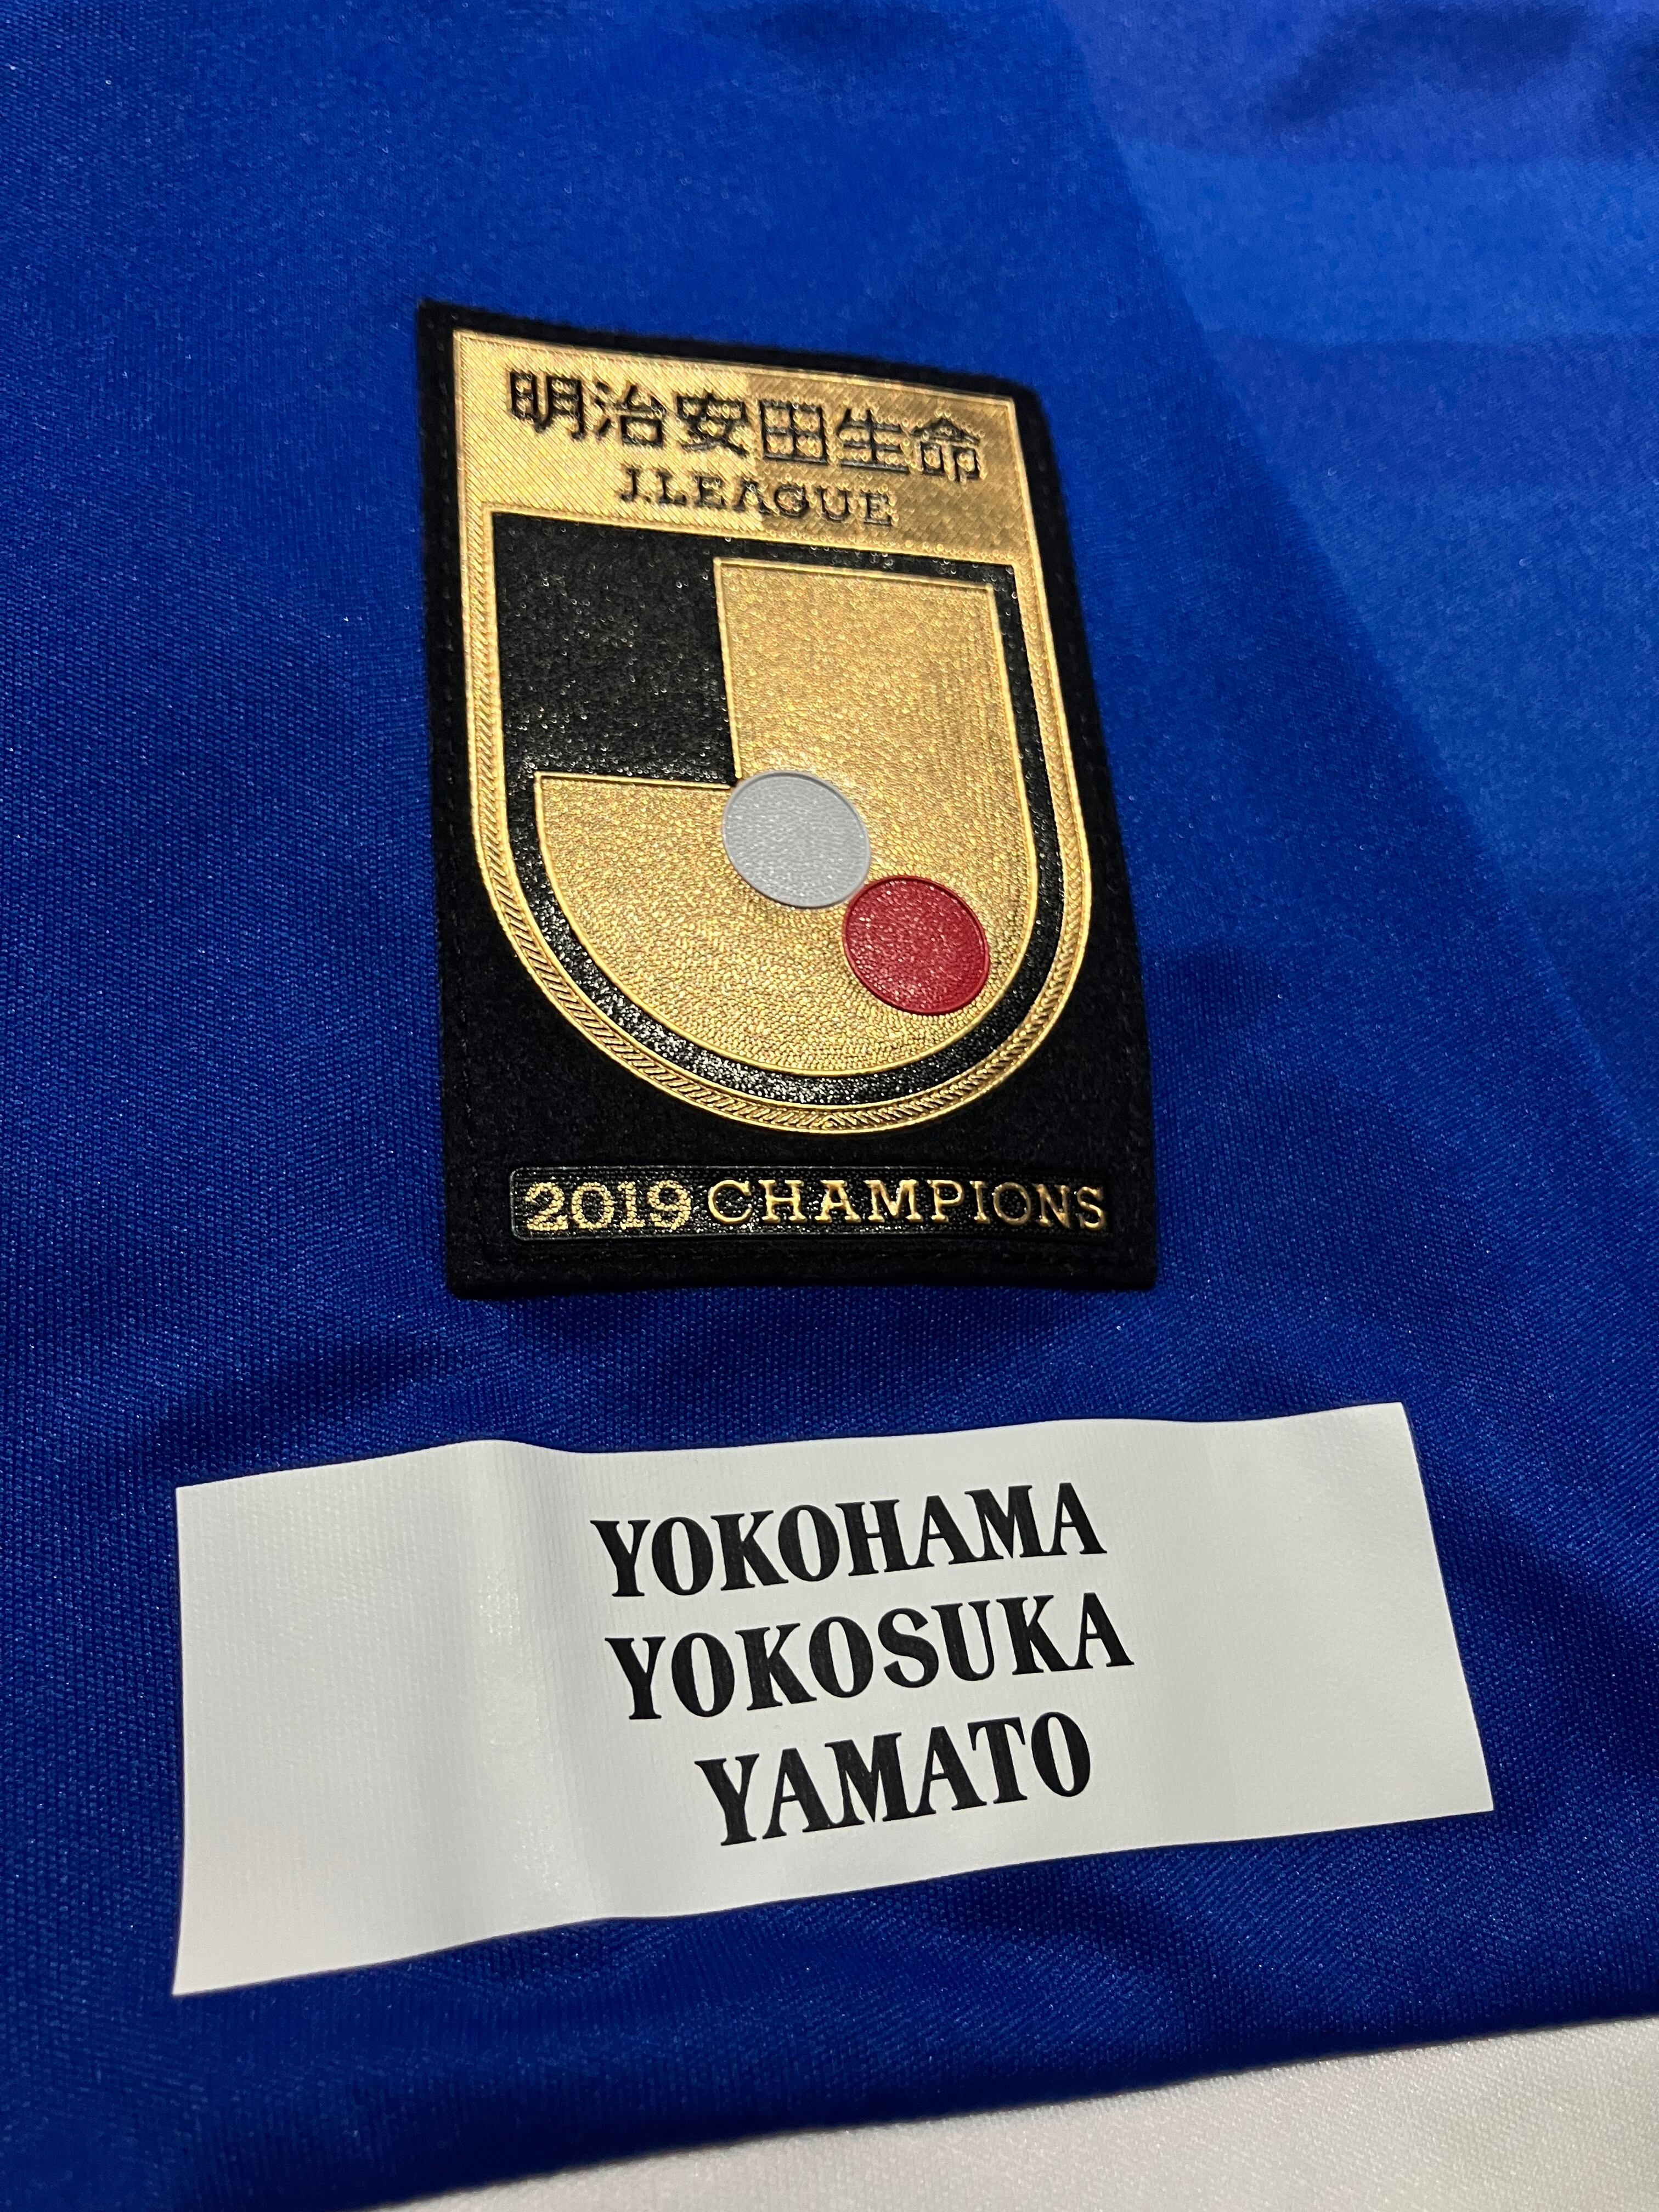 明治安田生命
J.LEAGUE
2019 CHAMPIONS
YOKOHAMA
YOKOSUKA
YAMATO